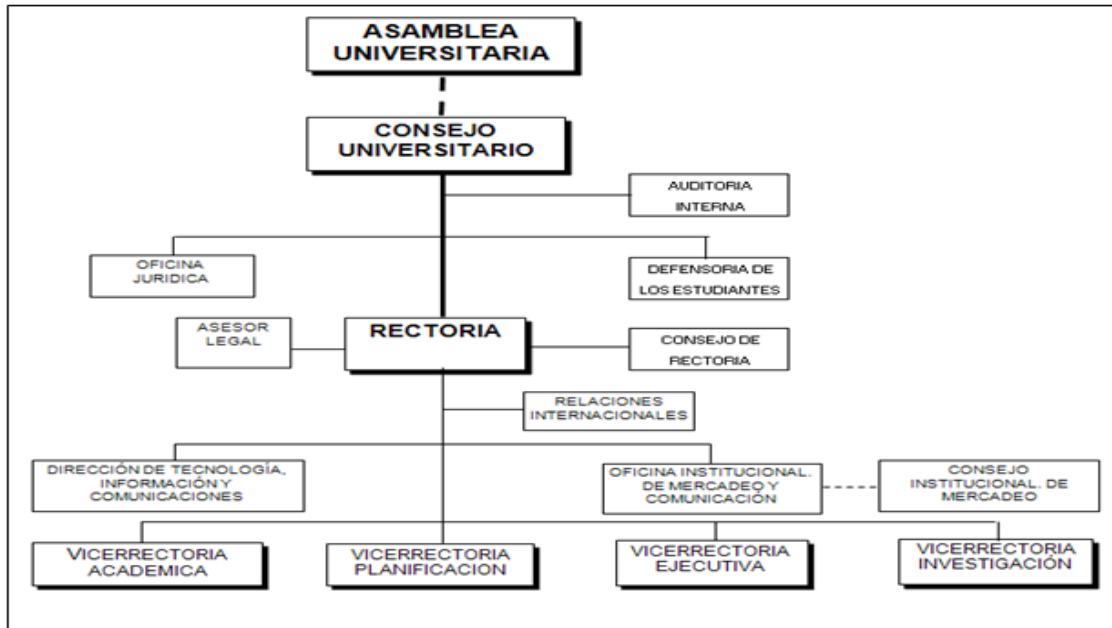 ASAMBLEA
UNIVERSITARIA
CONSEJO
UNIVERSITARIO
AUDITORIA
INTERNA
OFICINA
JURIDICA
DEFENSORIA DE
LOS ESTUDIANTES
ASESOR
LEGAL
RECTORIA
CONSEJO DE
RECTORIA
RELACIONES
INTERNACIONALES
DIRECCIÓN DE TECNOLOGÍA,
INFORMACIÓN Y
COMUNICACIONES
OFICINA INSTITUCIONAL.
DE MERCADEO Y
COMUNICACIÓN
CONSEJO
INSTITUCIONAL. DE
MERCADEO
VICERRECTORIA
ACADEMICA
VICERRECTORIA
PLANIFICACION
VICERRECTORIA
EJECUTIVA
VICERRECTORIA
INVESTIGACIÓN